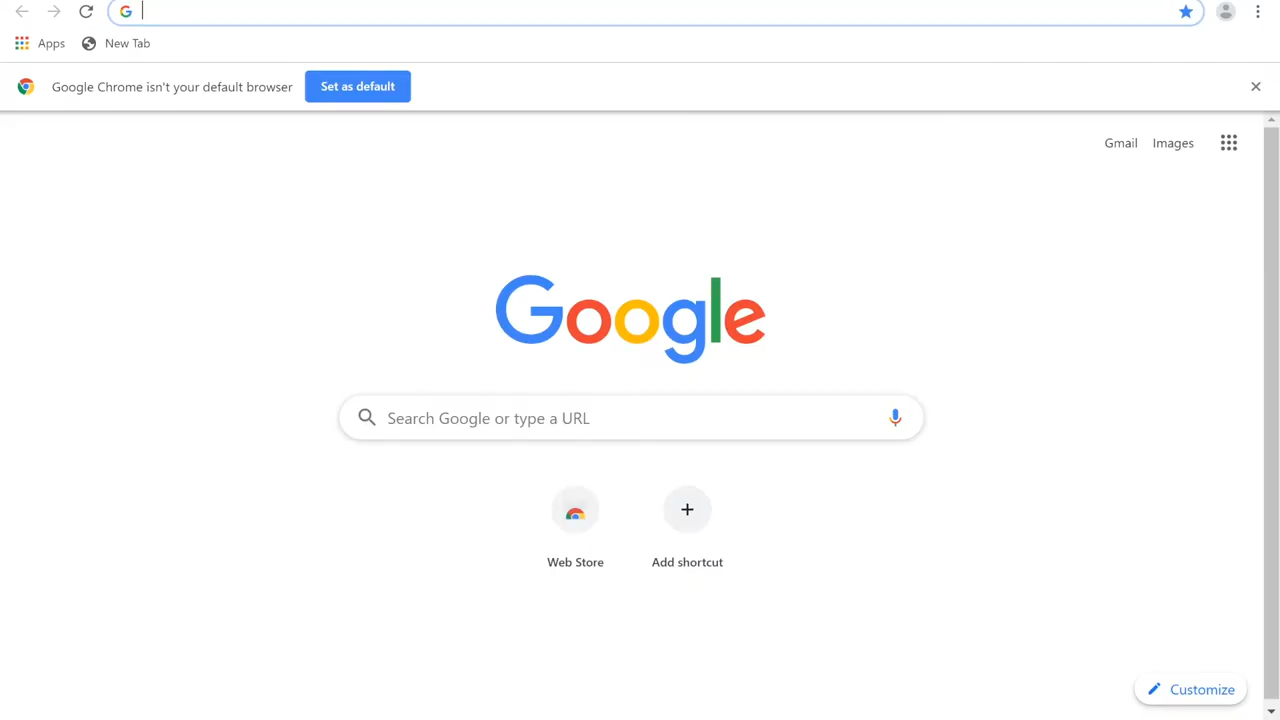 Apps
New Tab
Google Chrome isn't your default browser
Set as default
Gmail
Images
Google
Search Google or type a URL
Web Store
Add shortcut
Customize